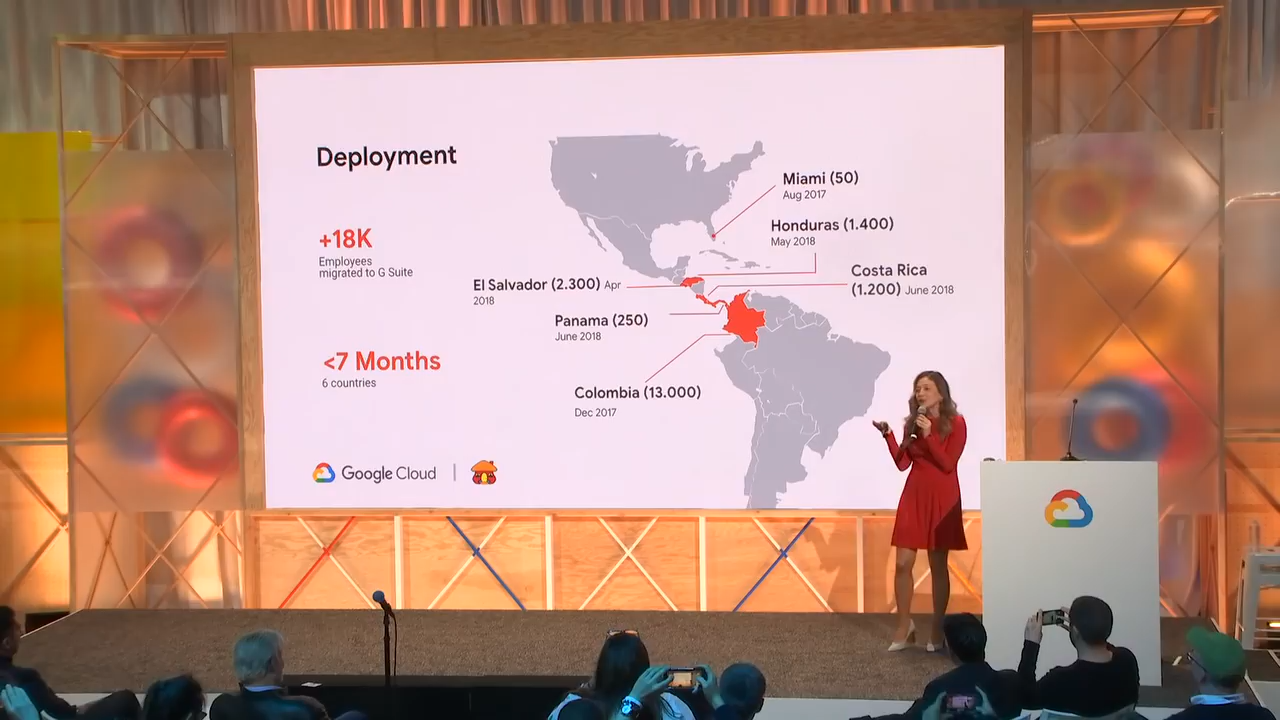 Deployment
+18K
Employees
migrated to G Suite
<7 Months
6 countries
Miami (50)
Aug 2017
Honduras (1.400)
May 2018
El Salvador (2.300) Apr
2018
Costa Rica
(1.200) June 2018
Panama (250)
June 2018
Colombia (13.000)
Dec 2017
Google Cloud